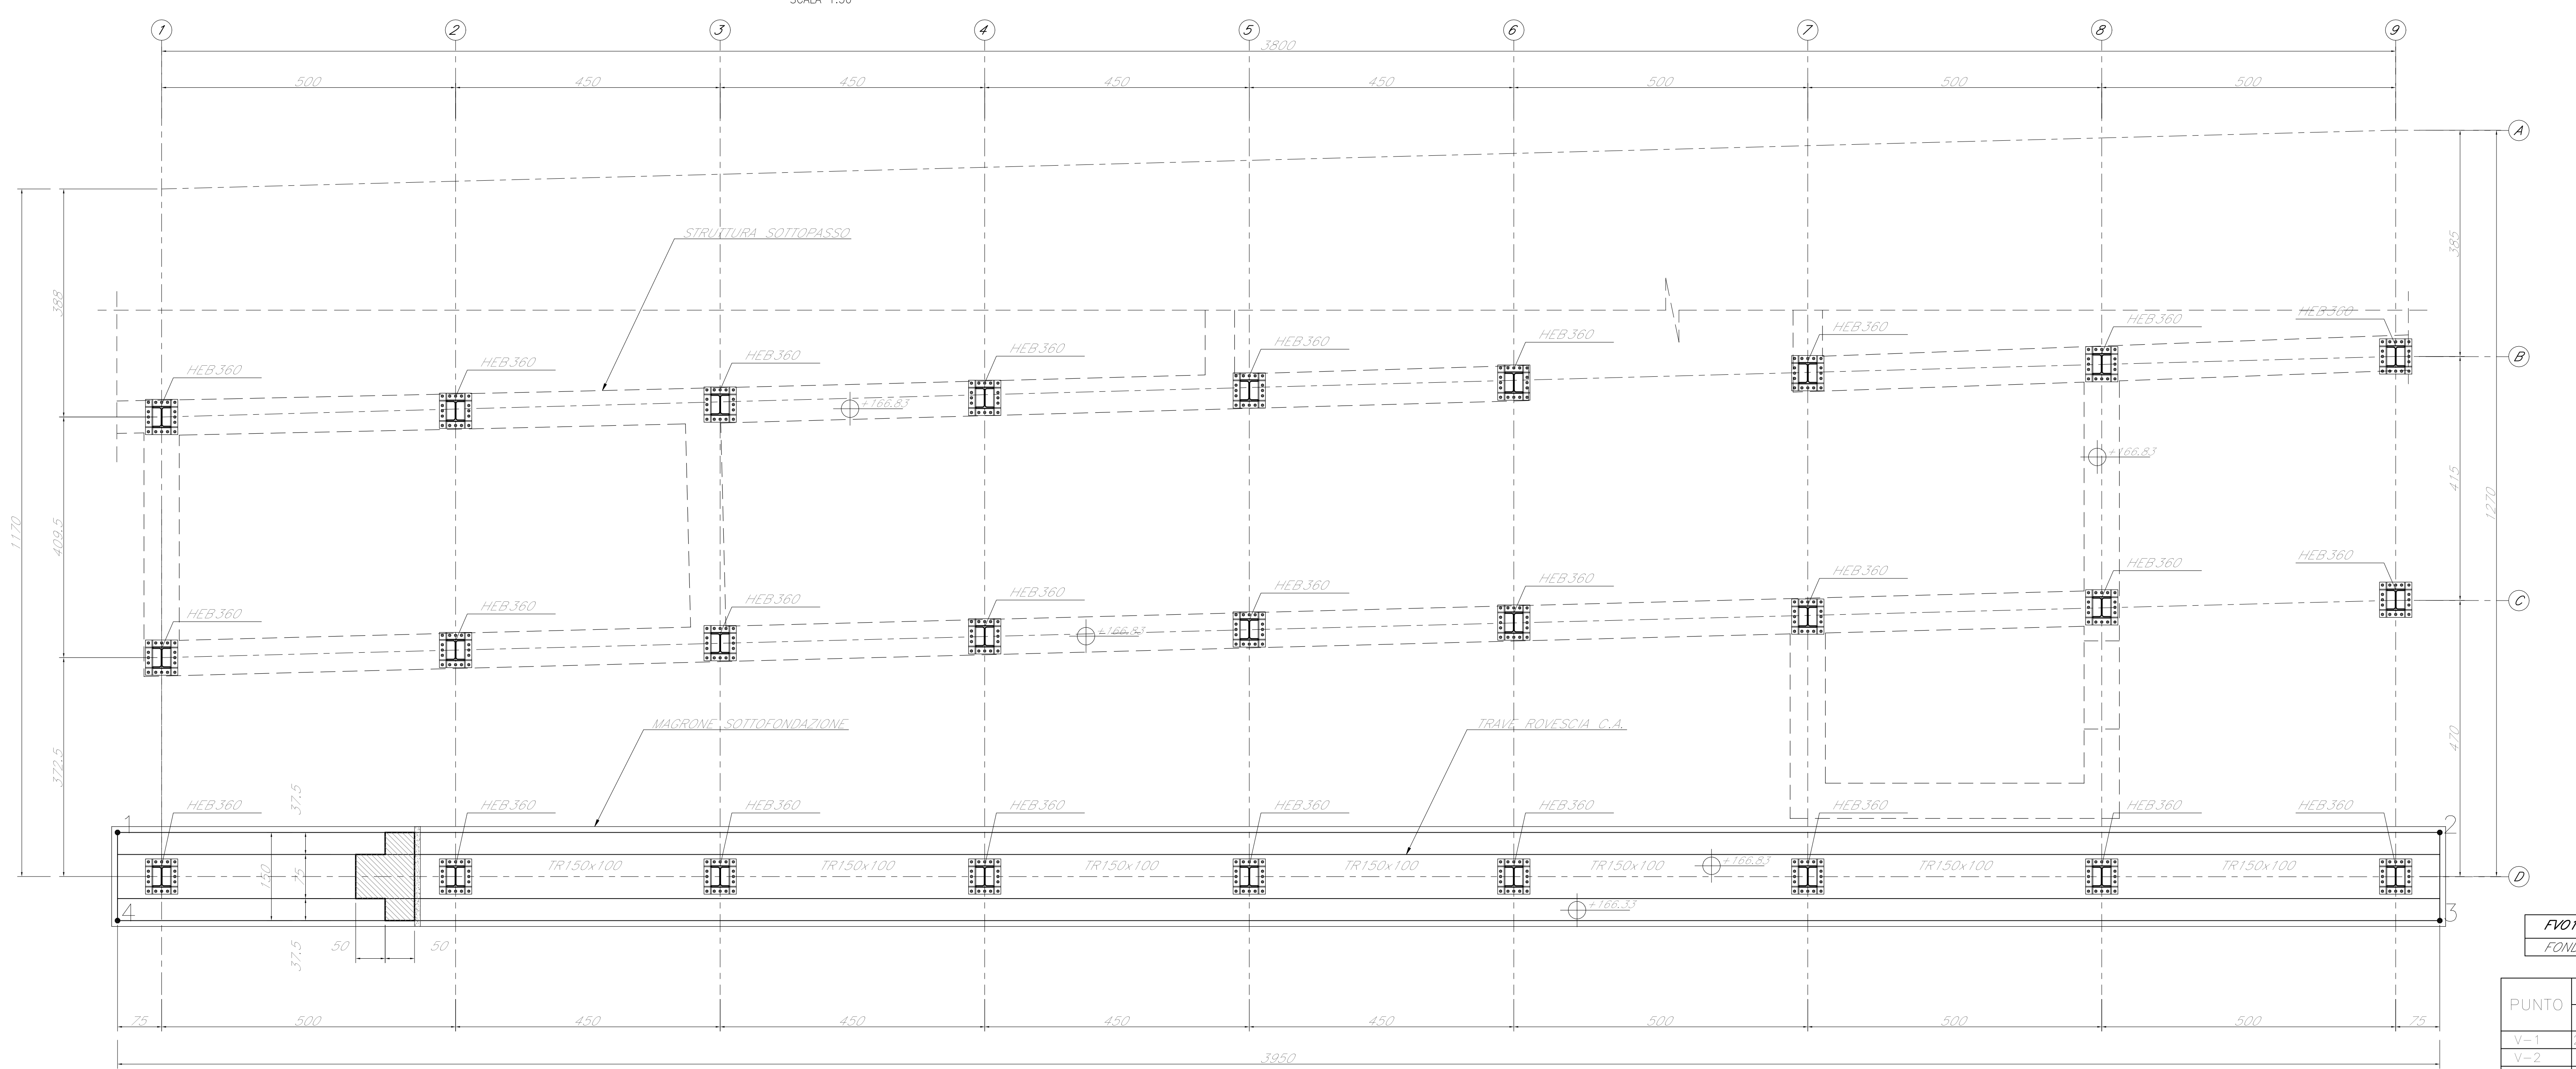 1 2 3 4 5 6 7 8 9
3800
500 450 450 450 450 500 500 500
A
STRUTTURA SOTTOPASSO
388
385
HEB360 HEB360 HEB360 HEB360 HEB360 HEB360 HEB360 HEB360 HEB360
B
+166.83
+166.83
1170
409.5
415
1270
HEB360 HEB360 HEB360 HEB360 HEB360 HEB360 HEB360 HEB360 HEB360
C
+166.83
372.5
470
MAGRONE SOTTOFONDAZIONE
TRAVE ROVESCIA C.A.
37.5
HEB360 HEB360 HEB360 HEB360 HEB360 HEB360 HEB360 HEB360 HEB360
1 2
150 75
TR150x100 TR150x100 TR150x100 TR150x100 TR150x100 TR150x100 TR150x100
+166.83
D
4 3
+166.33
50 37.5 50
FV01
PUNTO
75 500 450 450 450 450 500 500 500 75
V-1
3950
V-2